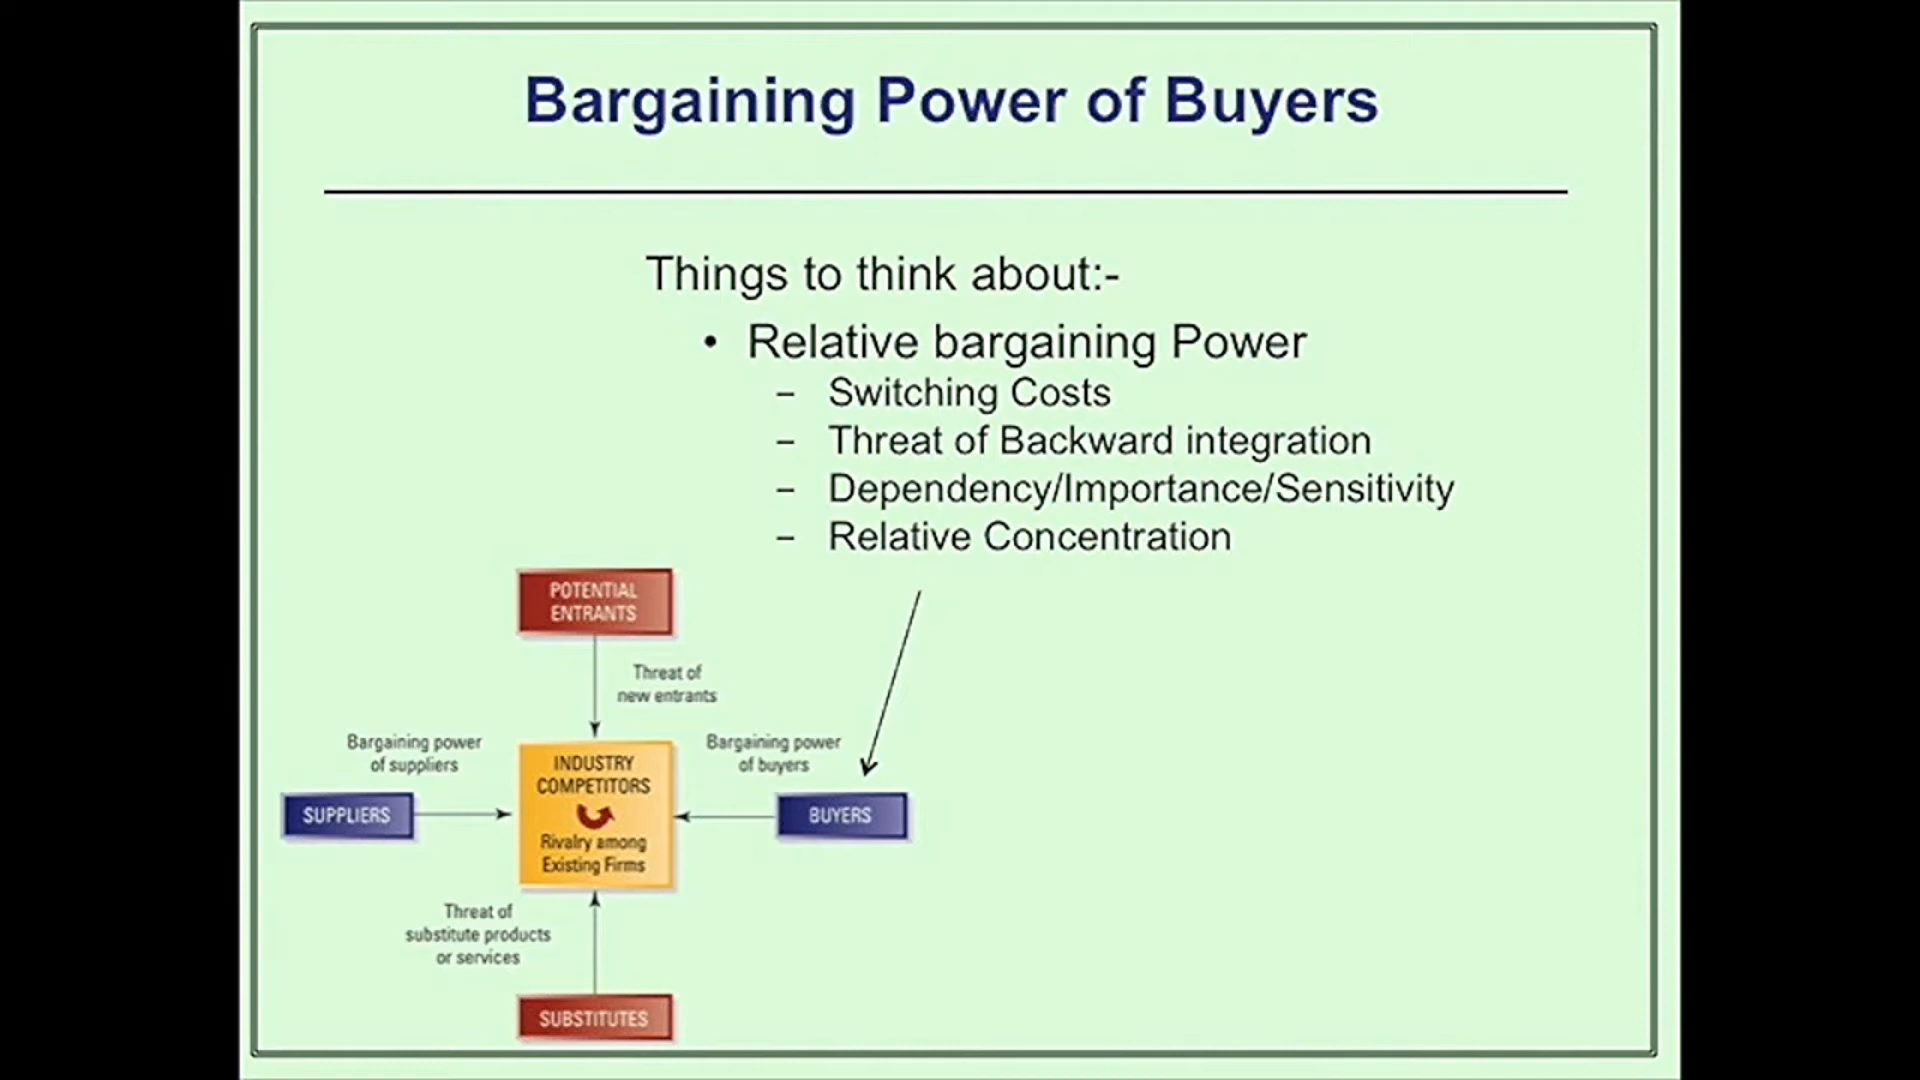 Bargaining Power of Buyers
Things to think about:-
• Relative bargaining Power
– Switching Costs
– Threat of Backward integration
– Dependency/Importance/Sensitivity
– Relative Concentration
POTENTIAL
ENTRANTS
Threat of
new entrants
Bargaining power
of suppliers
Bargaining power
of buyers
SUPPLIERS
INDUSTRY
COMPETITORS
Rivalry among
Existing Firms
BUYERS
Threat of
substitute products
or services
SUBSTITUTES